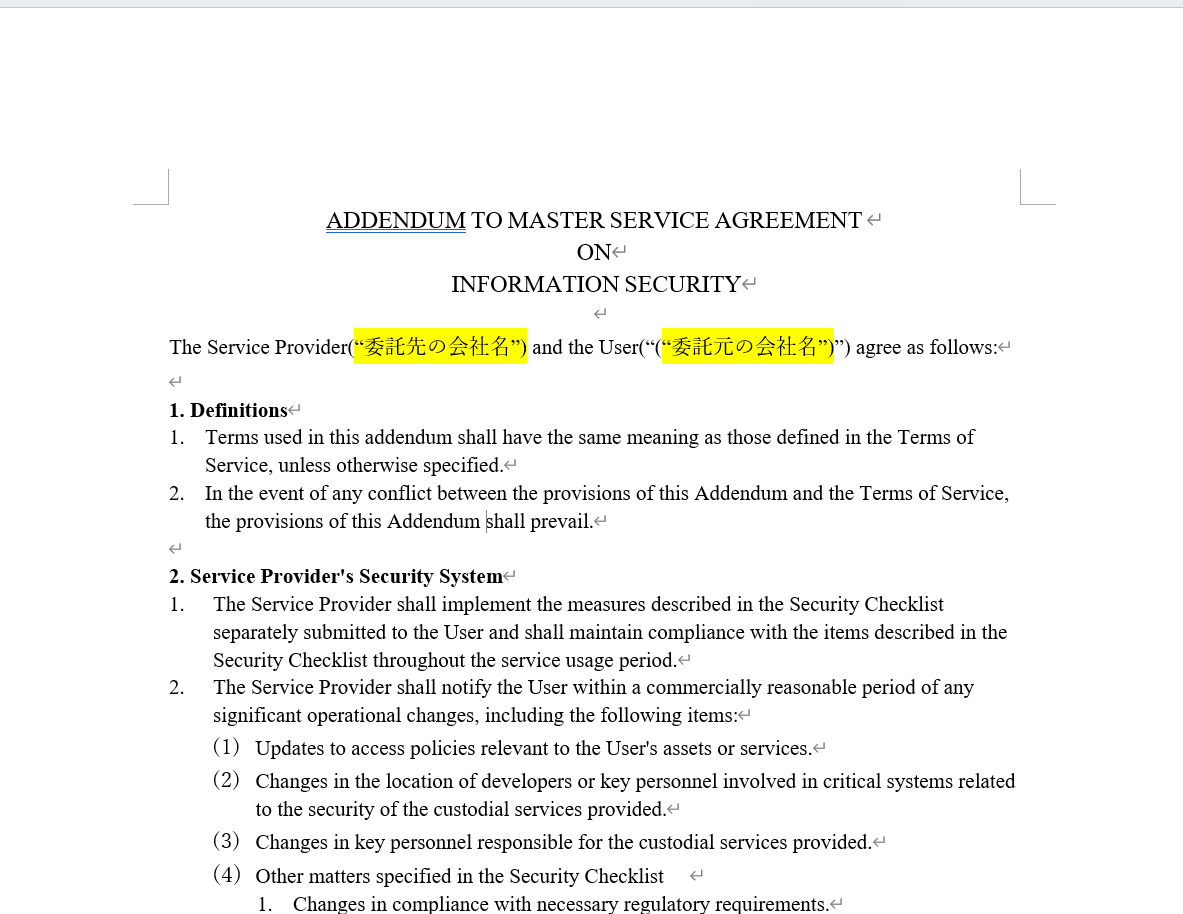 ADDENDUM TO MASTER SERVICE AGREEMENT
ON
INFORMATION SECURITY
The Service Provider(“委託先の会社名”) and the User(“(“委託元の会社名”)”) agree as follows:
1. Definitions
1. Terms used in this addendum shall have the same meaning as those defined in the Terms of
Service, unless otherwise specified.
2. In the event of any conflict between the provisions of this Addendum and the Terms of Service,
the provisions of this Addendum shall prevail.
2. Service Provider's Security System
1. The Service Provider shall implement the measures described in the Security Checklist
separately submitted to the User and shall maintain compliance with the items described in the
Security Checklist throughout the service usage period.
2. The Service Provider shall notify the User within a commercially reasonable period of any
significant operational changes, including the following items:
(1) Updates to access policies relevant to the User's assets or services.
(2) Changes in the location of developers or key personnel involved in critical systems related
to the security of the custodial services provided.
(3) Changes in key personnel responsible for the custodial services provided.
(4) Other matters specified in the Security Checklist
1. Changes in compliance with necessary regulatory requirements.